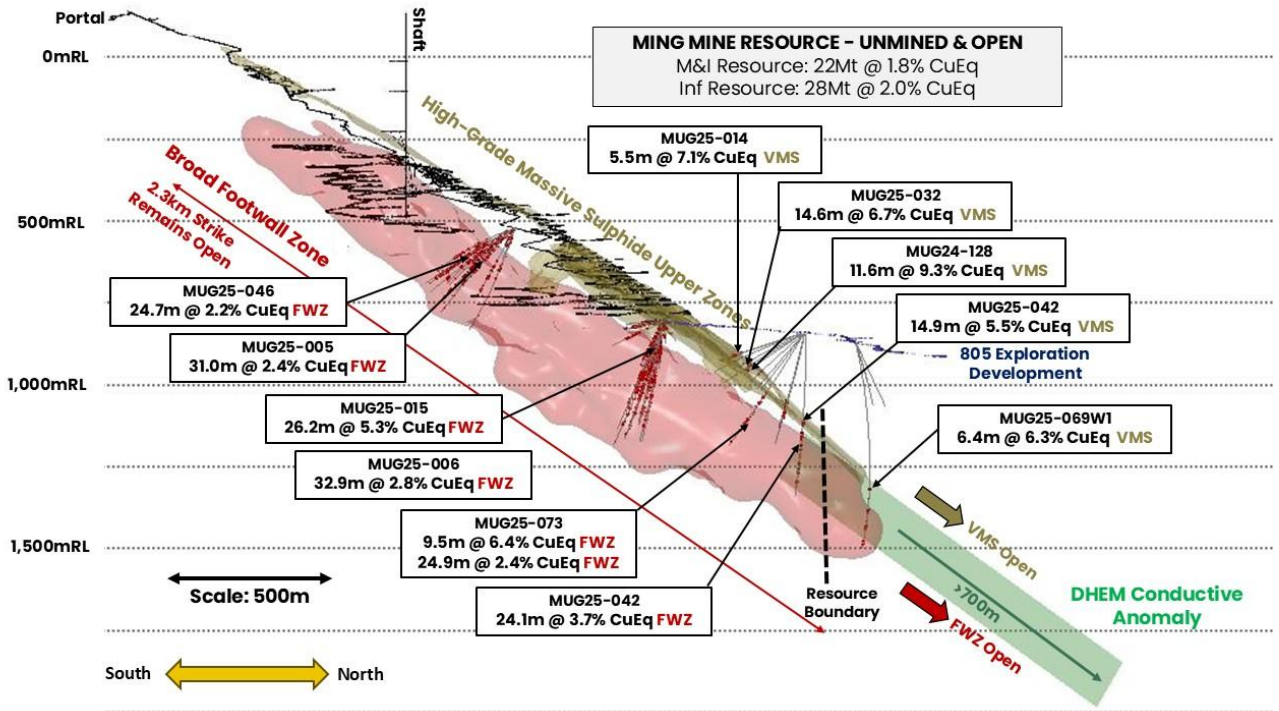 Portal
Shaft
0mRL
MING MINE RESOURCE - UNMINED & OPEN
M&I Resource: 22Mt @ 1.8% CuEq
Inf Resource: 28Mt @ 2.0% CuEq
High-Grade Massive Sulphide Upper Zones
MUG25-014
5.5m @ 7.1% CuEq VMS
Broad Footwall Zone
2.3km Strike
Remains Open
MUG25-032
14.6m @ 6.7% CuEq VMS
500mRL
MUG24-128
11.6m @ 9.3% CuEq VMS
MUG25-046
24.7m @ 2.2% CuEq FWZ
MUG25-042
14.9m @ 5.5% CuEq VMS
MUG25-005
31.0m @ 2.4% CuEq FWZ
805 Exploration
Development
1,000mRL
MUG25-015
26.2m @ 5.3% CuEq FWZ
MUG25-069W1
6.4m @ 6.3% CuEq VMS
MUG25-006
32.9m @ 2.8% CuEq FWZ
MUG25-073
9.5m @ 6.4% CuEq FWZ
24.9m @ 2.4% CuEq FWZ
1,500mRL
VMS Open
Scale: 500m
MUG25-042
24.1m @ 3.7% CuEq FWZ
Resource
Boundary
>700m
DHEM Conductive
Anomaly
FWZ Open
South
North